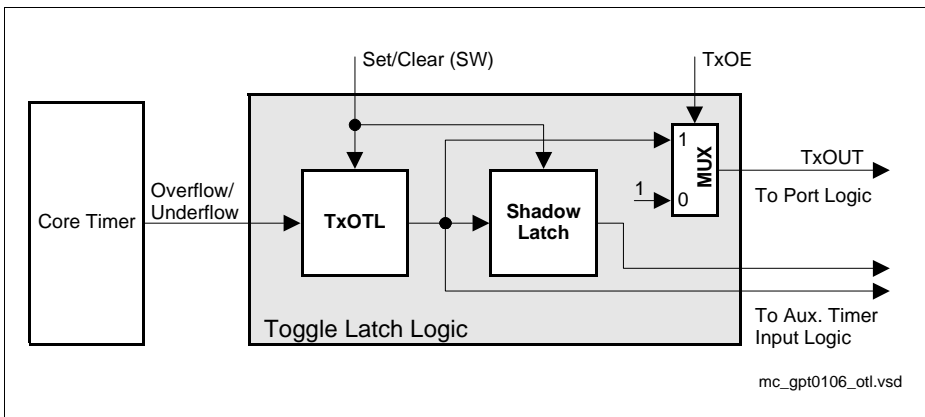 Set/Clear (SW)
TxOE
Core Timer
Overflow/
Underflow
TxOTL
Shadow
Latch
1
MUX
1
0
TxOUT
To Port Logic
To Aux. Timer
Input Logic
Toggle Latch Logic
mc_gpt0106_otl.vsd